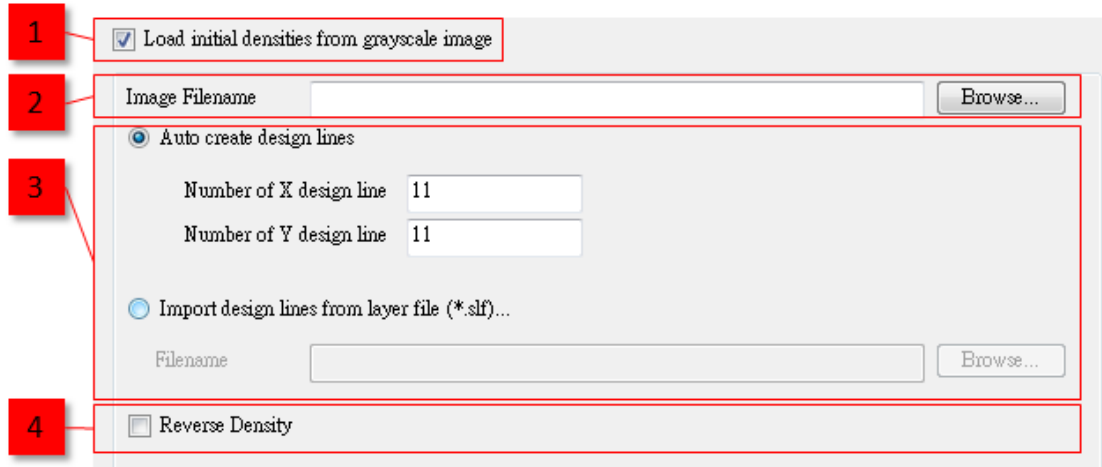 1
Load initial densities from grayscale image
2
Image Filename Browse...
3
Auto create design lines
Number of X design line 11
Number of Y design line 11
Import design lines from layer file (*.slf)...
Filename Browse...
4
Reverse Density